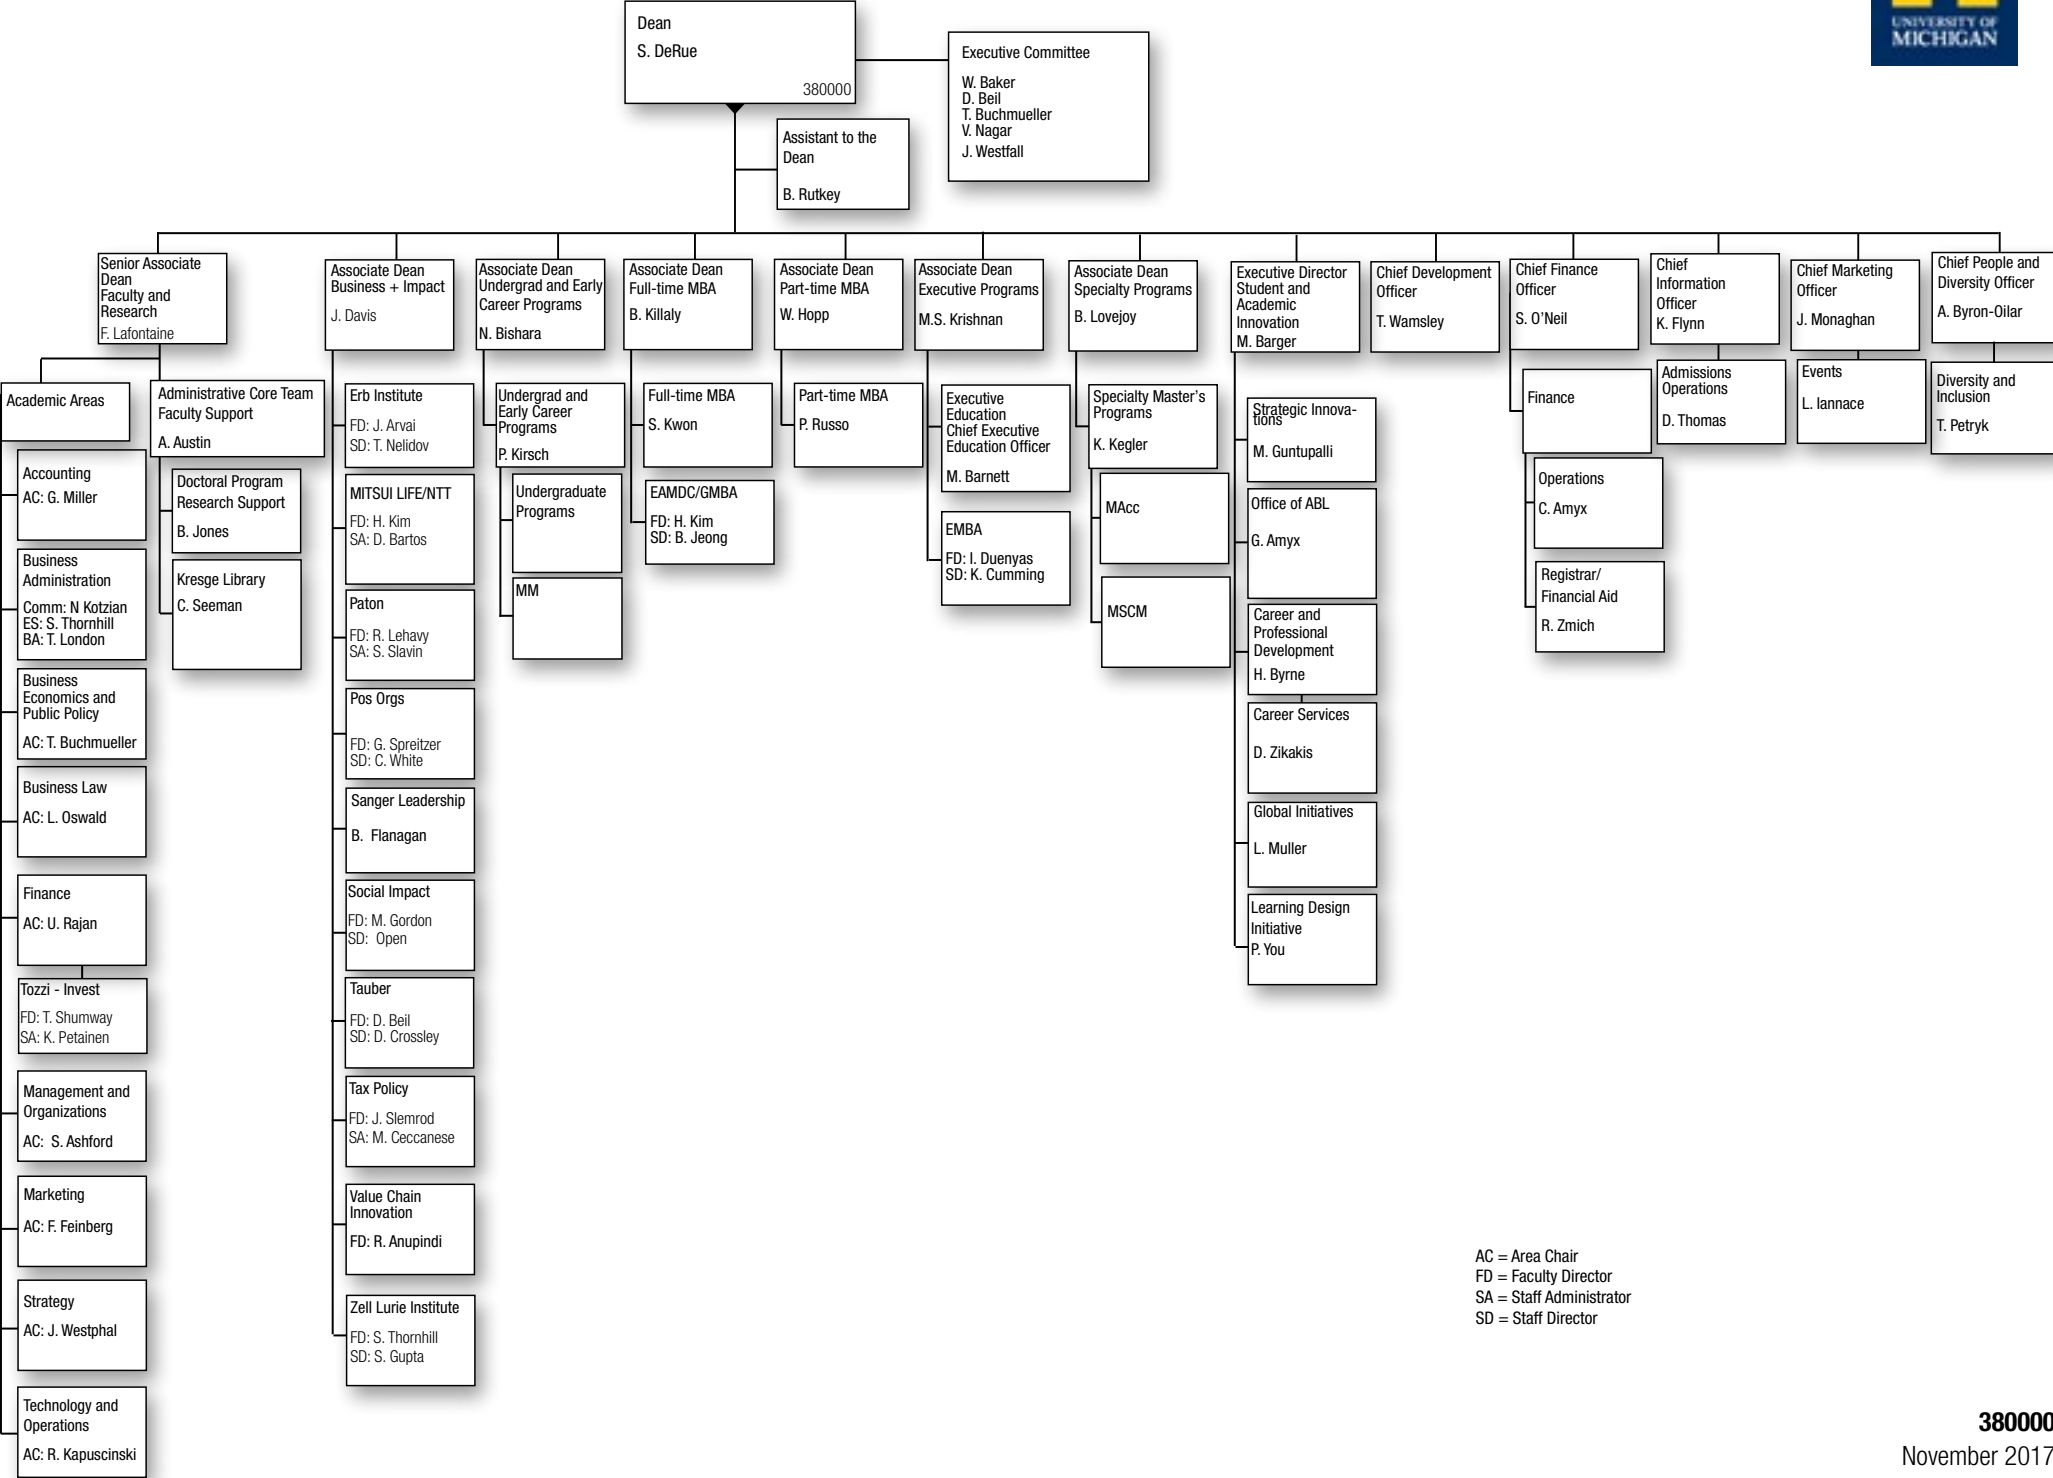 Dean
S. DeRue
380000
Executive Committee
W. Baker
D. Beil
T. Buchmueller
V. Nagar
J. Westfall
UNIVERSITY OF
MICHIGAN
Assistant to the
Dean
B. Rutkey
Senior Associate
Dean
Faculty and
Research
F. Lafontaine
Associate Dean
Business + Impact
J. Davis
Associate Dean
Undergrad and Early
Career Programs
N. Bishara
Associate Dean
Full-time MBA
B. Killaly
Associate Dean
Part-time MBA
W. Hopp
Associate Dean
Executive Programs
M.S. Krishnan
Associate Dean
Specialty Programs
B. Lovejoy
Executive Director
Student and
Academic
Innovation
M. Barger
Chief Development
Officer
T. Wamsley
Chief Finance
Officer
S. O'Neil
Chief
Information
Officer
K. Flynn
Chief Marketing
Officer
J. Monaghan
Chief People and
Diversity Officer
A. Byron-Oilar
Academic Areas
Accounting
AC: G. Miller
Business
Administration
Comm: N Kotzian
ES: S. Thornhill
BA: T. London
Business
Economics and
Public Policy
AC: T. Buchmueller
Business Law
AC: L. Oswald
Finance
AC: U. Rajan
Tozzi - Invest
FD: T. Shumway
SA: K. Petainen
Management and
Organizations
AC: S. Ashford
Marketing
AC: F. Feinberg
Strategy
AC: J. Westphal
Technology and
Operations
AC: R. Kapuscinski
Administrative Core Team
Faculty Support
A. Austin
Doctoral Program
Research Support
B. Jones
Kresge Library
C. Seeman
Erb Institute
FD: J. Arvai
SD: T. Nelidov
MITSUI LIFE/NTT
FD: H. Kim
SA: D. Bartos
Paton
FD: R. Lehavy
SA: S. Slavin
Pos Orgs
FD: G. Spreitzer
SD: C. White
Sanger Leadership
B. Flanagan
Social Impact
FD: M. Gordon
SD: Open
Tauber
FD: D. Beil
SD: D. Crossley
Tax Policy
FD: J. Slemrod
SA: M. Ceccanese
Value Chain
Innovation
FD: R. Anupindi
Zell Lurie Institute
FD: S. Thornhill
SD: S. Gupta
Undergrad and
Early Career
Programs
P. Kirsch
Undergraduate
Programs
MM
Full-time MBA
S. Kwon
EAMDC/GMBA
FD: H. Kim
SD: B. Jeong
Part-time MBA
P. Russo
Executive
Education
Chief Executive
Education Officer
M. Barnett
EMBA
FD: I. Duenyas
SD: K. Cumming
Specialty Master's
Programs
K. Kegler
MAcc
MSCM
Strategic Innova-
tions
M. Guntupalli
Office of ABL
G. Amyx
Career and
Professional
Development
H. Byrne
Career Services
D. Zikakis
Global Initiatives
L. Muller
Learning Design
Initiative
P. You
Finance
Operations
C. Amyx
Registrar/
Financial Aid
R. Zmich
Admissions
Operations
D. Thomas
Events
L. Iannace
Diversity and
Inclusion
T. Petryk
AC = Area Chair
FD = Faculty Director
SA = Staff Administrator
SD = Staff Director
380000
November 2017